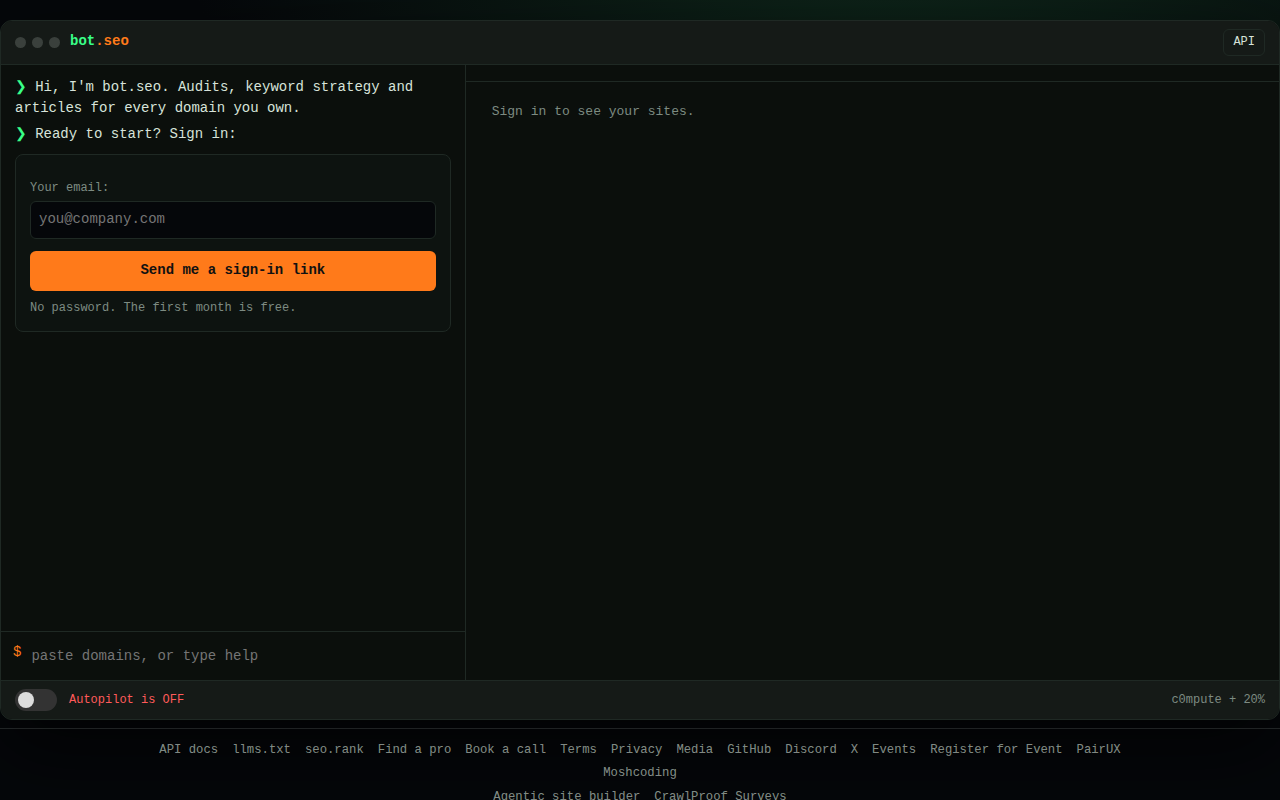 bot.seo
API
❯ Hi, I'm bot.seo. Audits, keyword strategy and
articles for every domain you own.
❯ Ready to start? Sign in:
Your email:
you@company.com
Send me a sign-in link
No password. The first month is free.
Sign in to see your sites.
$ paste domains, or type help
Autopilot is OFF
c0mpute + 20%
API docs llms.txt seo.rank Find a pro Book a call Terms Privacy Media GitHub Discord X Events Register for Event PairUX
Moshcoding
Agentic site builder CrawlProof Surveys